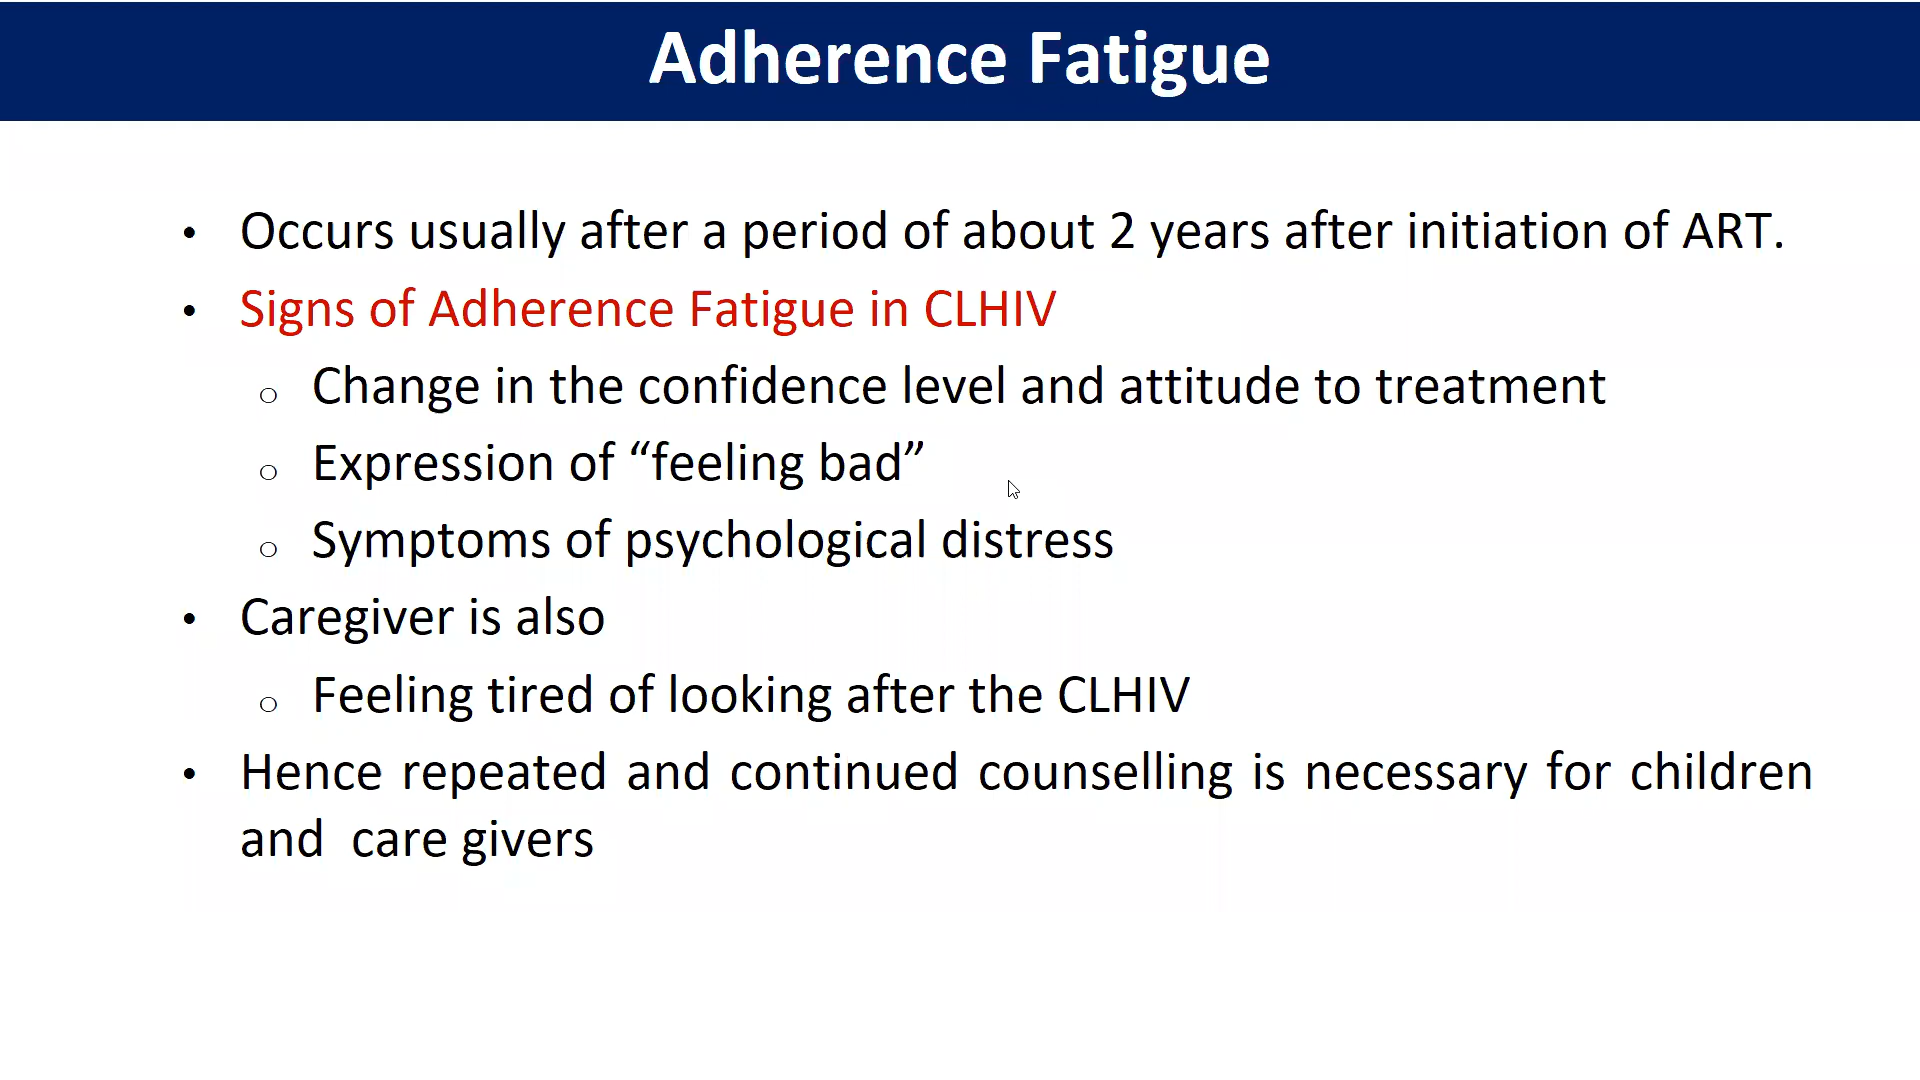 Adherence Fatigue
• Occurs usually after a period of about 2 years after initiation of ART.
• Signs of Adherence Fatigue in CLHIV
o Change in the confidence level and attitude to treatment
o Expression of “feeling bad”
o Symptoms of psychological distress
• Caregiver is also
o Feeling tired of looking after the CLHIV
• Hence repeated and continued counselling is necessary for children
and care givers